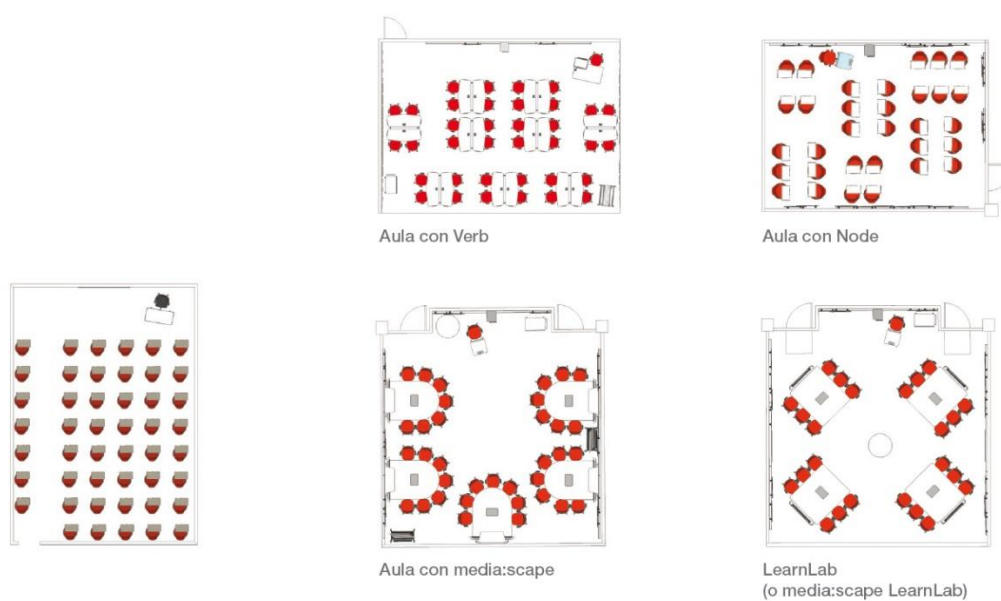 Aula con Verb
Aula con Node
Aula con media:scape
LearnLab
(o media:scape LearnLab)